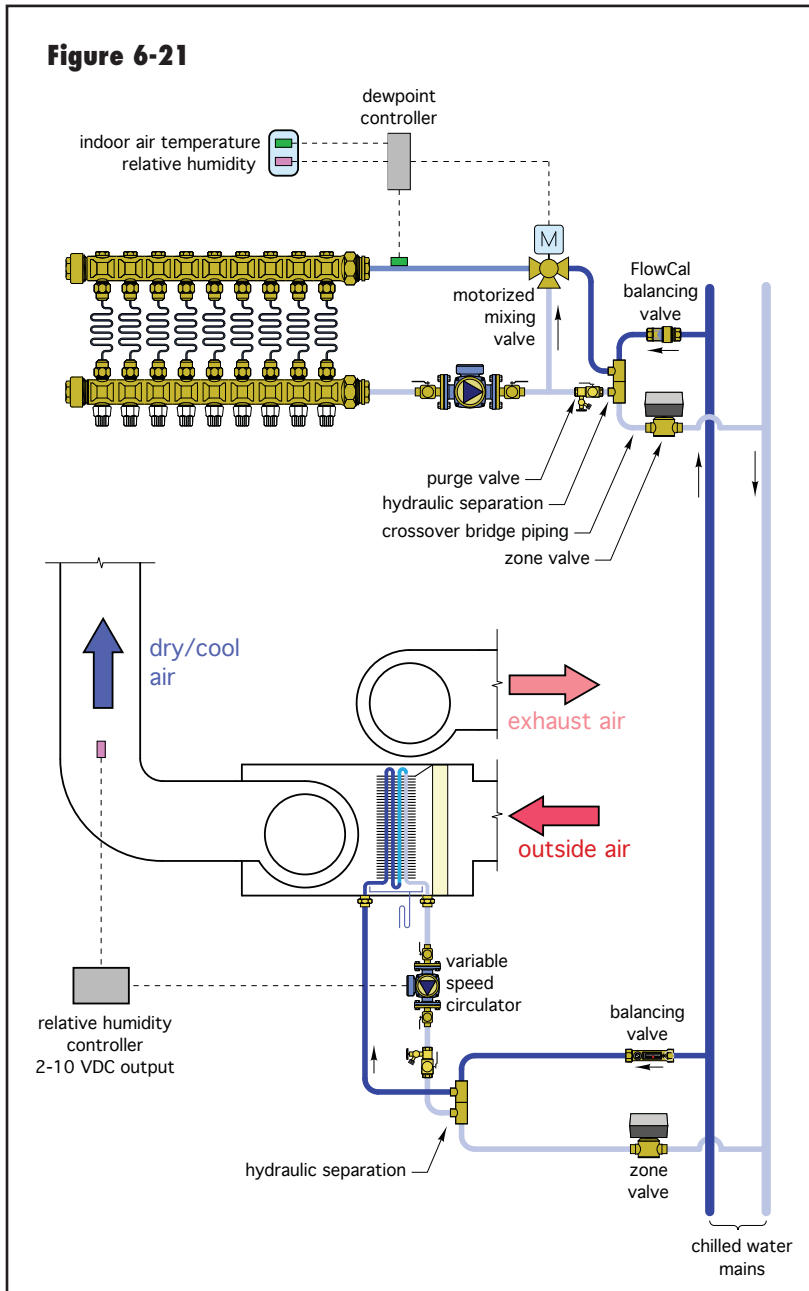 Figure 6-21
dewpoint
controller
indoor air temperature
relative humidity
M
motorized
mixing
valve
FlowCal
balancing
valve
purge valve
hydraulic separation
crossover bridge piping
zone valve
dry/cool
air
exhaust air
outside air
variable
speed
circulator
relative humidity
controller
2-10 VDC output
balancing
valve
hydraulic separation
zone
valve
chilled water
mains